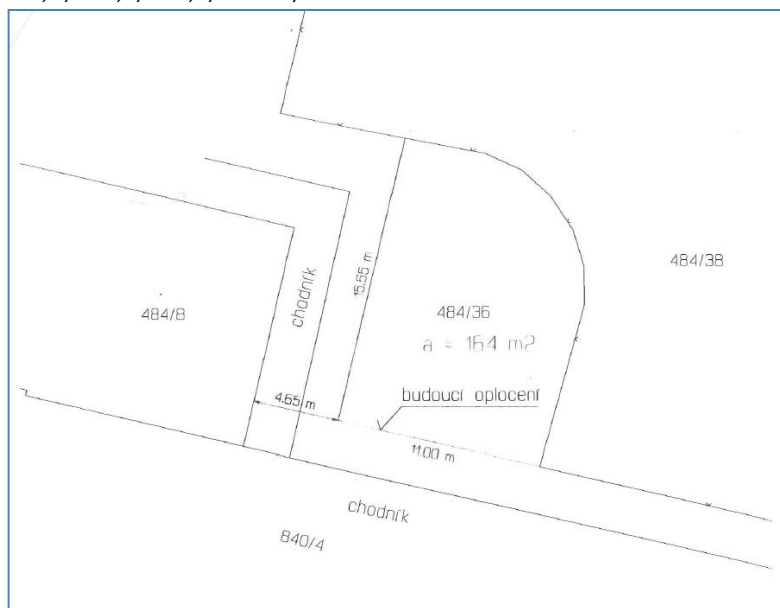 484/38
15.55 m
chodník
484/8
484/36
a = 164 m2
budoucí oplocení
4.65 m
11.00 m
chodník
840/4